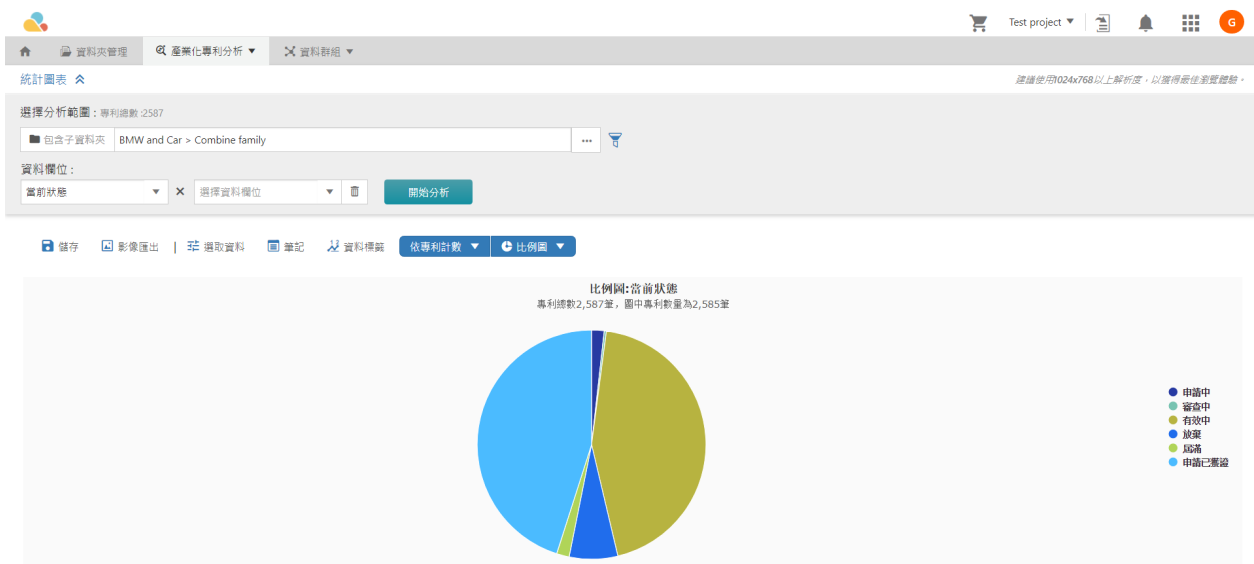 Test project
G
資料夾管理
產業化專利分析
資料群組
統計圖表
建議使用1024x768以上解析度,以獲得最佳瀏覽體驗。
選擇分析範圍 : 專利總數 :2587
包含子資料夾 BMW and Car > Combine family ...
資料欄位 :
當前狀態 × 選擇資料欄位 開始分析
儲存 影像匯出 | 選取資料 筆記 資料標籤 依專利計數 比例圖
比例圖:當前狀態
專利總數2,587筆, 圖中專利數量為2,585筆
申請中
審查中
有效中
放棄
屆滿
申請已獲證